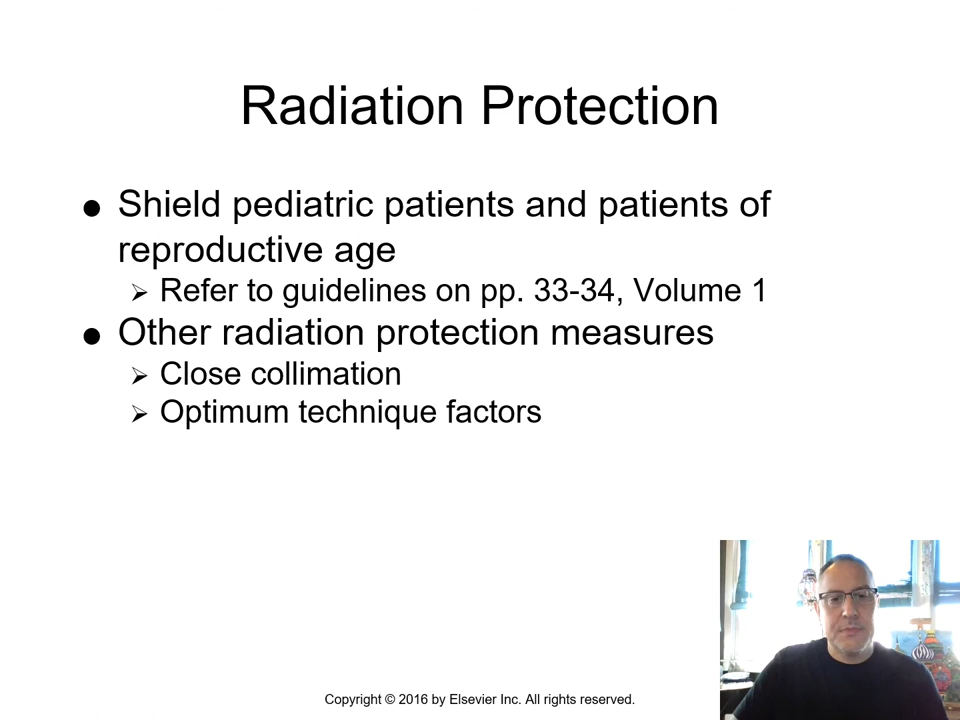 Radiation Protection
● Shield pediatric patients and patients of
reproductive age
➢ Refer to guidelines on pp. 33-34, Volume 1
● Other radiation protection measures
➢ Close collimation
➢ Optimum technique factors
Copyright © 2016 by Elsevier Inc. All rights reserved.